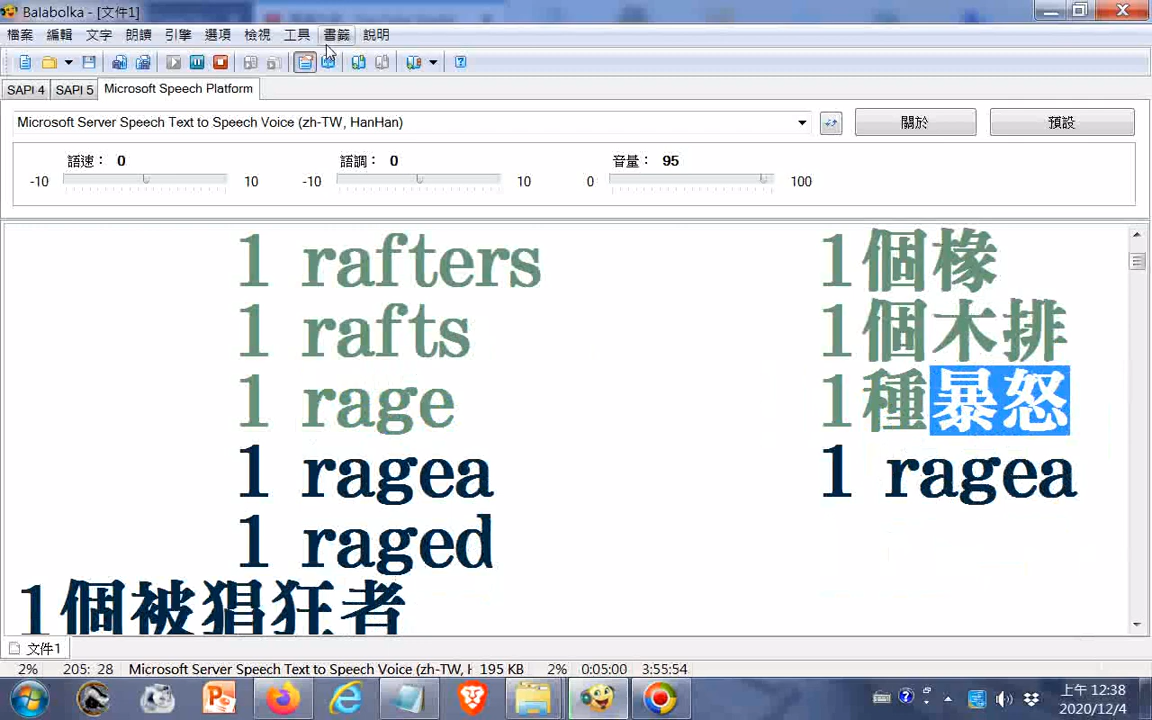 Balabolka - [文件1]
檔案 編輯 文字 朗讀 引擎 選項 檢視 工具 書籤 說明
SAPI 4 SAPI 5 Microsoft Speech Platform
Microsoft Server Speech Text to Speech Voice (zh-TW, HanHan) 關於 預設
語速： 0 語調： 0 音量： 95
-10 10 -10 10 0 100
1 rafters 1個椽
1 rafts 1個木排
1 rage 1種暴怒
1 ragea 1 ragea
1 raged
1個被猖狂者
文件1
2% 205: 28 Microsoft Server Speech Text to Speech Voice (zh-TW, H 195 KB 2% 0:05:00 3:55:54
上午 12:38
2020/12/4